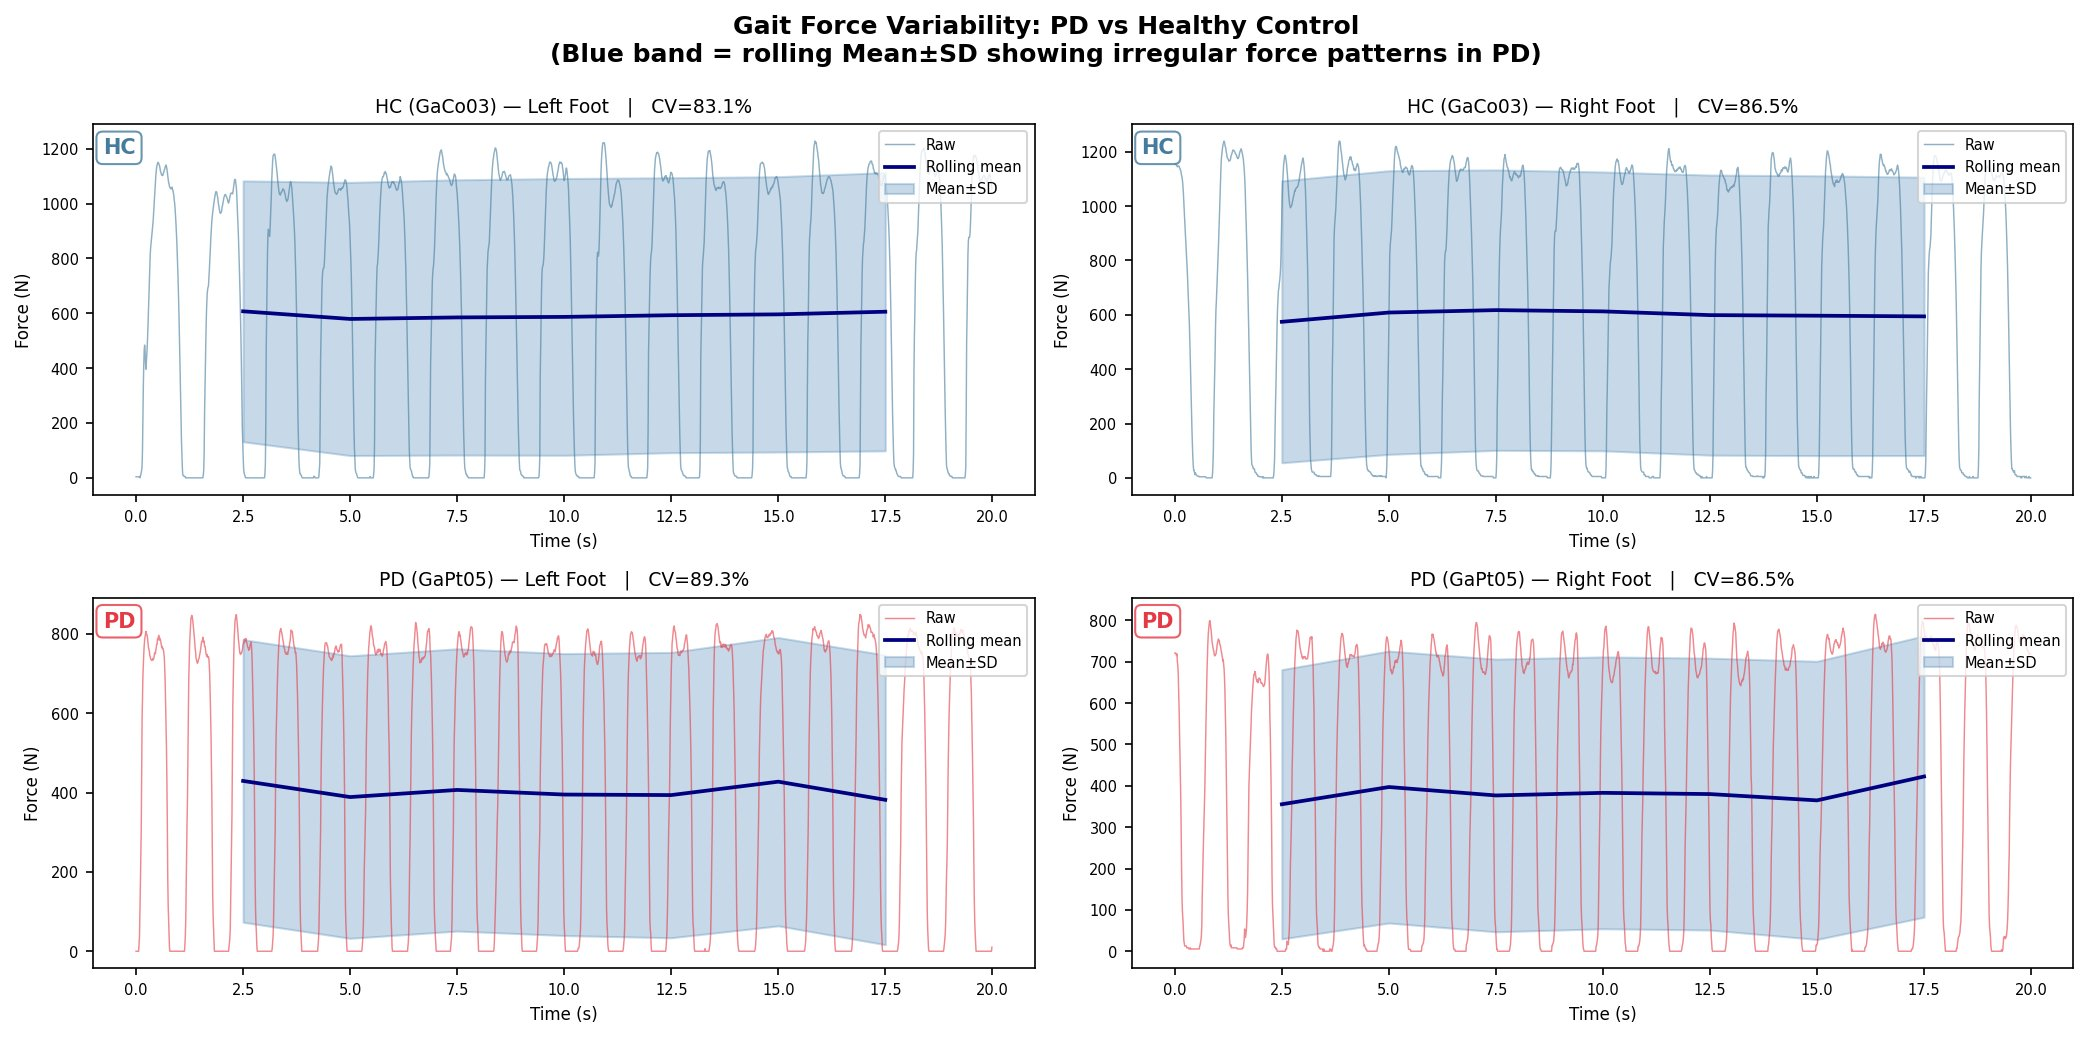 Gait Force Variability: PD vs Healthy Control
(Blue band = rolling Mean±SD showing irregular force patterns in PD)
HC (GaCo03) — Left Foot | CV=83.1%
HC
Raw
Rolling mean
Mean±SD
Force (N)
1200
1000
800
600
400
200
0
0.0 2.5 5.0 7.5 10.0 12.5 15.0 17.5 20.0
Time (s)
HC (GaCo03) — Right Foot | CV=86.5%
HC
Raw
Rolling mean
Mean±SD
Force (N)
1200
1000
800
600
400
200
0
0.0 2.5 5.0 7.5 10.0 12.5 15.0 17.5 20.0
Time (s)
PD (GaPt05) — Left Foot | CV=89.3%
PD
Raw
Rolling mean
Mean±SD
Force (N)
800
600
400
200
0
0.0 2.5 5.0 7.5 10.0 12.5 15.0 17.5 20.0
Time (s)
PD (GaPt05) — Right Foot | CV=86.5%
PD
Raw
Rolling mean
Mean±SD
Force (N)
800
700
600
500
400
300
200
100
0
0.0 2.5 5.0 7.5 10.0 12.5 15.0 17.5 20.0
Time (s)